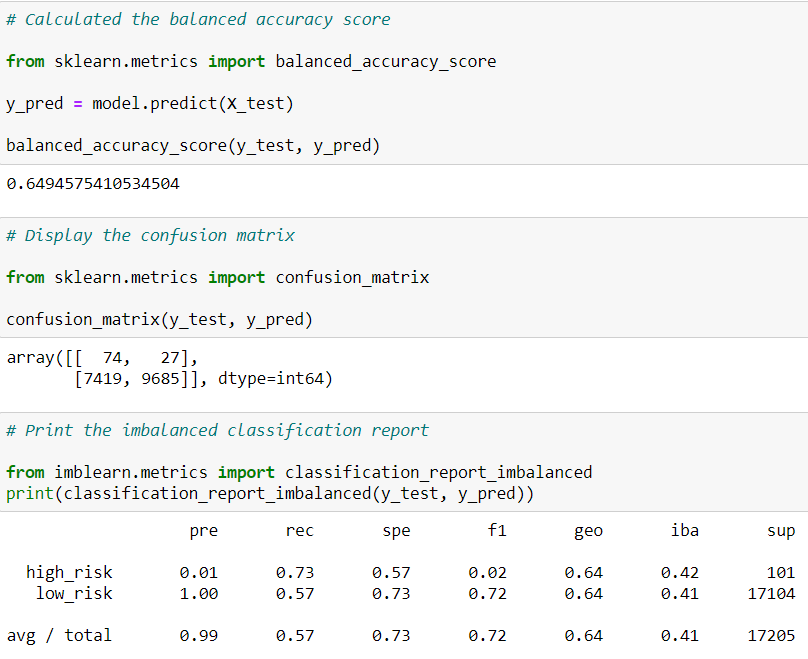 # Calculated the balanced accuracy score
from sklearn.metrics import balanced_accuracy_score
y_pred = model.predict(X_test)
balanced_accuracy_score(y_test, y_pred)
0.6494575410534504
# Display the confusion matrix
from sklearn.metrics import confusion_matrix
confusion_matrix(y_test, y_pred)
array([[  74,   27],
       [7419, 9685]], dtype=int64)
# Print the imbalanced classification report
from imblearn.metrics import classification_report_imbalanced
print(classification_report_imbalanced(y_test, y_pred))
                   pre       rec       spe        f1       geo       iba       sup
  high_risk       0.01      0.73      0.57      0.02      0.64      0.42       101
   low_risk       1.00      0.57      0.73      0.72      0.64      0.41     17104
avg / total       0.99      0.57      0.73      0.72      0.64      0.41     17205